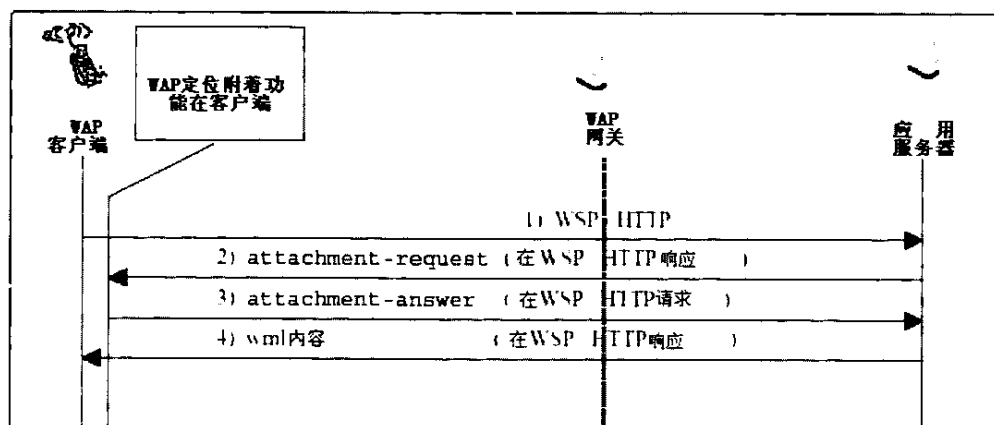 WAP定位附着功
能在客户端
WAP
客户端
WAP
网关
应 用
服务器
1) WSP HTTP
2) attachment-request (在WSP HTTP响应 )
3) attachment-answer (在WSP HTTP请求 )
4) wml内容 (在WSP HTTP响应 )